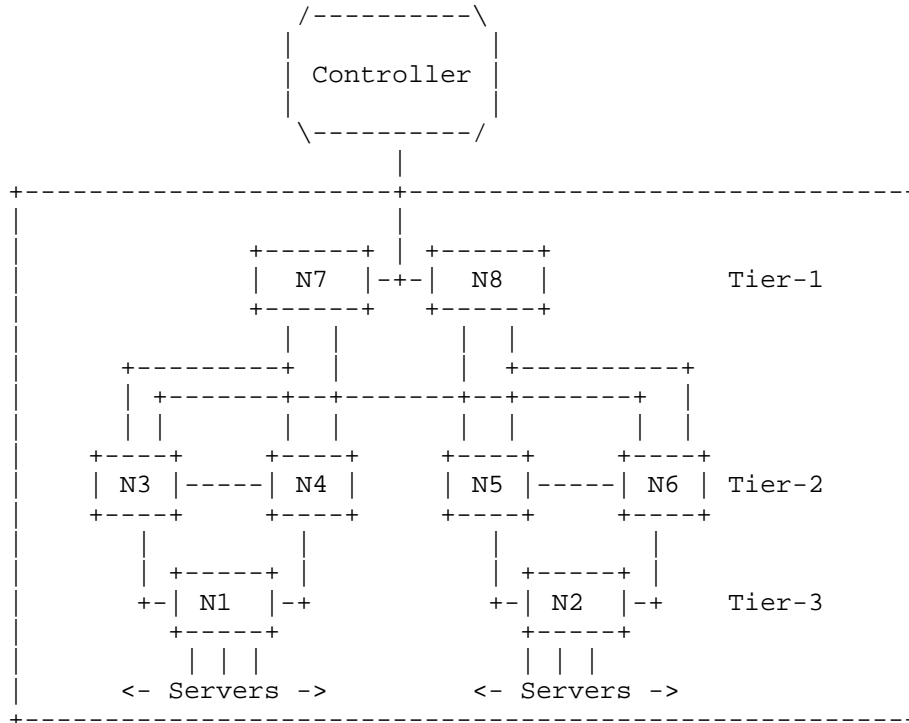 Controller
N7 N8 Tier-1
N3 N4 N5 N6 Tier-2
N1 N2 Tier-3
<- Servers -> <- Servers ->